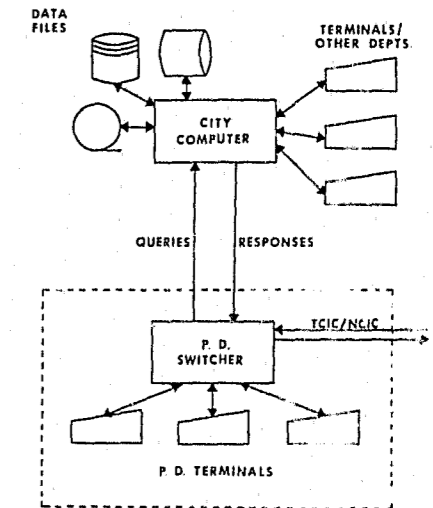 DATA
FILES
TERMINALS/
OTHER DEPTS.
CITY
COMPUTER
QUERIES
RESPONSES
TCIC/NCIC
P. D.
SWITCHER
P. D. TERMINALS